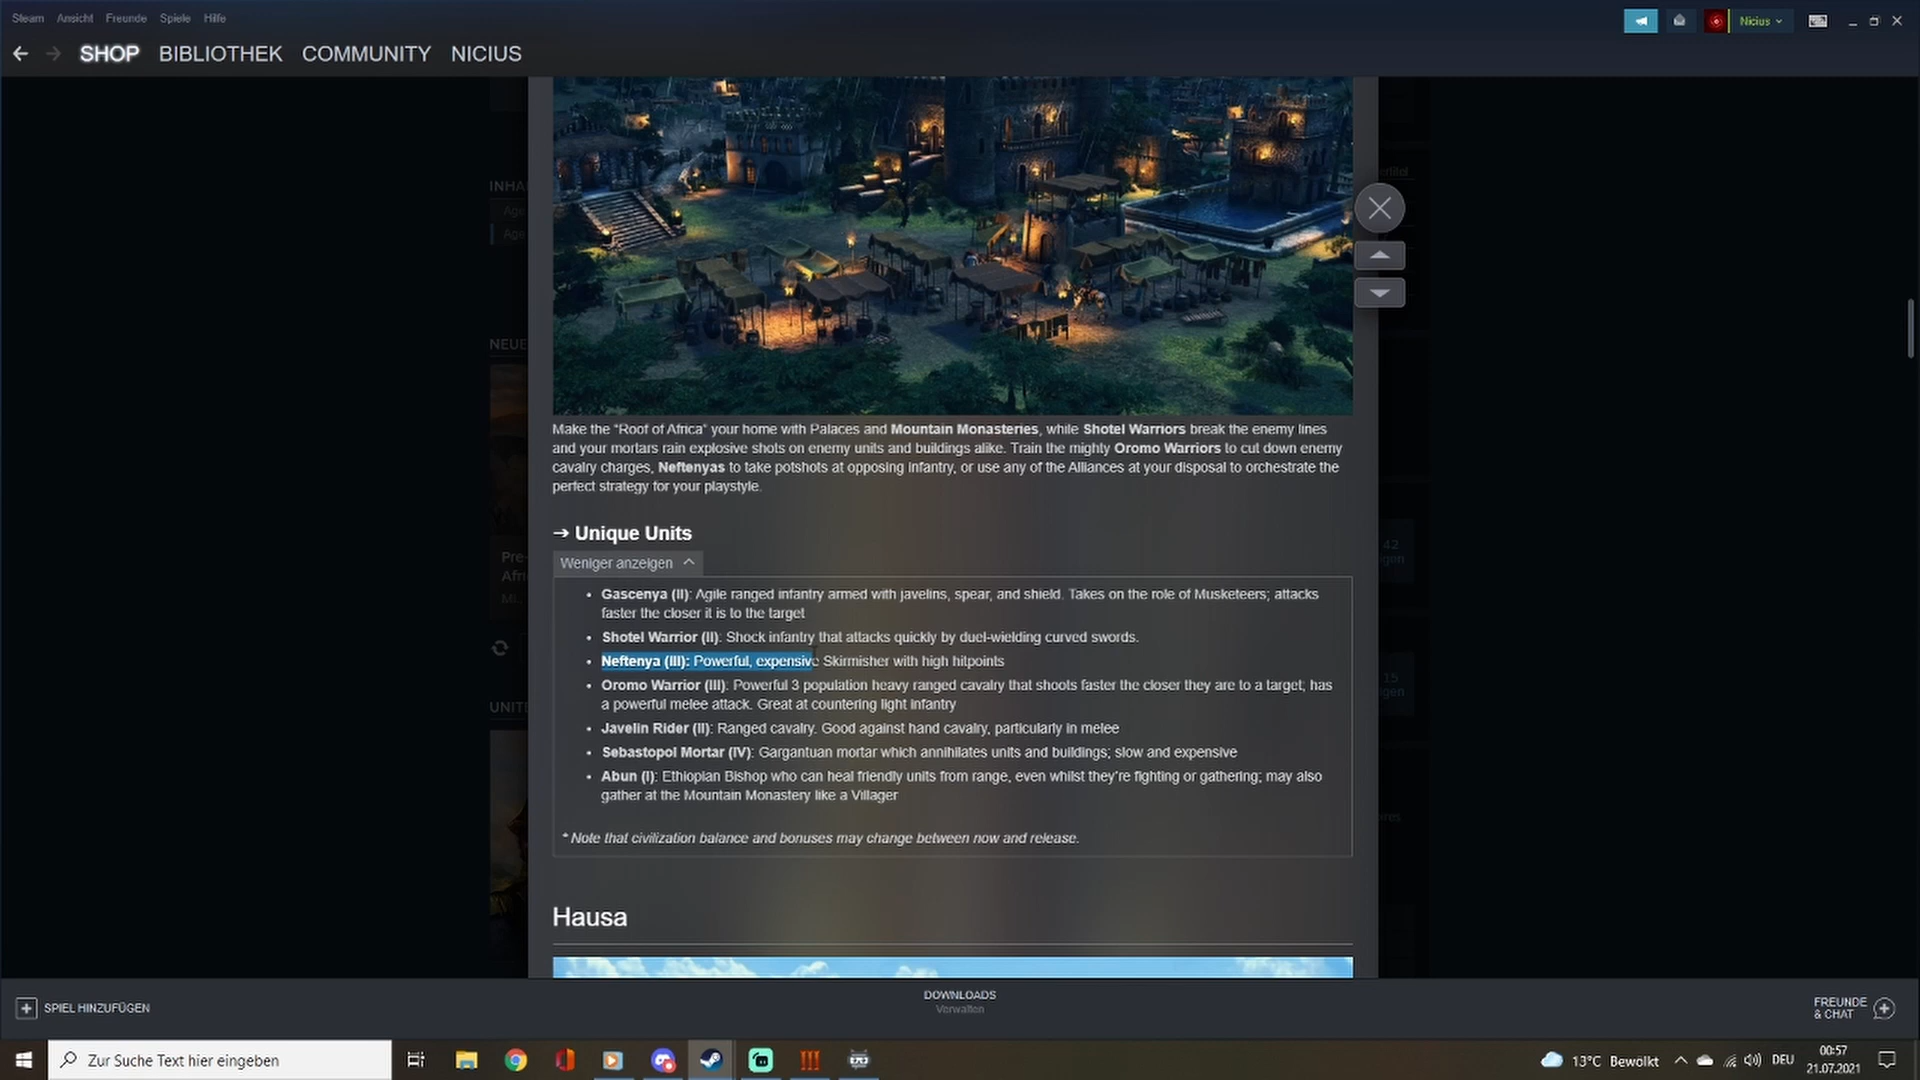 Steam Ansicht Freunde Spiele Hilfe
Nicius
SHOP BIBLIOTHEK COMMUNITY NICIUS
INHA
Age
Age
NEUE
Pre-
Afri
UNITE
42
15
Make the "Roof of Africa" your home with Palaces and Mountain Monasteries, while Shotel Warriors break the enemy lines
and your mortars rain explosive shots on enemy units and buildings alike. Train the mighty Oromo Warriors to cut down enemy
cavalry charges, Neftenyas to take potshots at opposing infantry, or use any of the Alliances at your disposal to orchestrate the
perfect strategy for your playstyle.
→ Unique Units
Weniger anzeigen
• Gascenya (II): Agile ranged infantry armed with javelins, spear, and shield. Takes on the role of Musketeers; attacks
faster the closer it is to the target
• Shotel Warrior (II): Shock infantry that attacks quickly by duel-wielding curved swords.
• Neftenya (III): Powerful, expensive Skirmisher with high hitpoints
• Oromo Warrior (III): Powerful 3 population heavy ranged cavalry that shoots faster the closer they are to a target; has
a powerful melee attack. Great at countering light infantry
• Javelin Rider (II): Ranged cavalry. Good against hand cavalry, particularly in melee
• Sebastopol Mortar (IV): Gargantuan mortar which annihilates units and buildings; slow and expensive
• Abun (I): Ethiopian Bishop who can heal friendly units from range, even whilst they're fighting or gathering; may also
gather at the Mountain Monastery like a Villager
* Note that civilization balance and bonuses may change between now and release.
Hausa
SPIEL HINZUFÜGEN
DOWNLOADS
Verwalten
FREUNDE
& CHAT
Zur Suche Text hier eingeben
13°C Bewölkt
DEU
00:57
21.07.2021